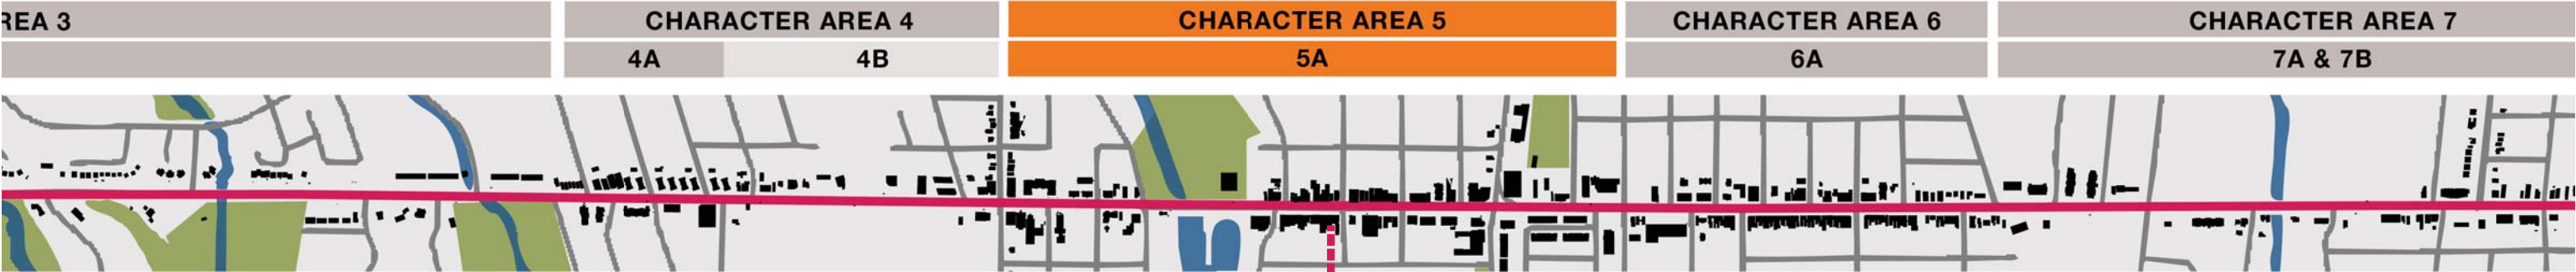 REA 3
CHARACTER AREA 4
CHARACTER AREA 5
CHARACTER AREA 6
CHARACTER AREA 7
4A
4B
5A
6A
7A & 7B